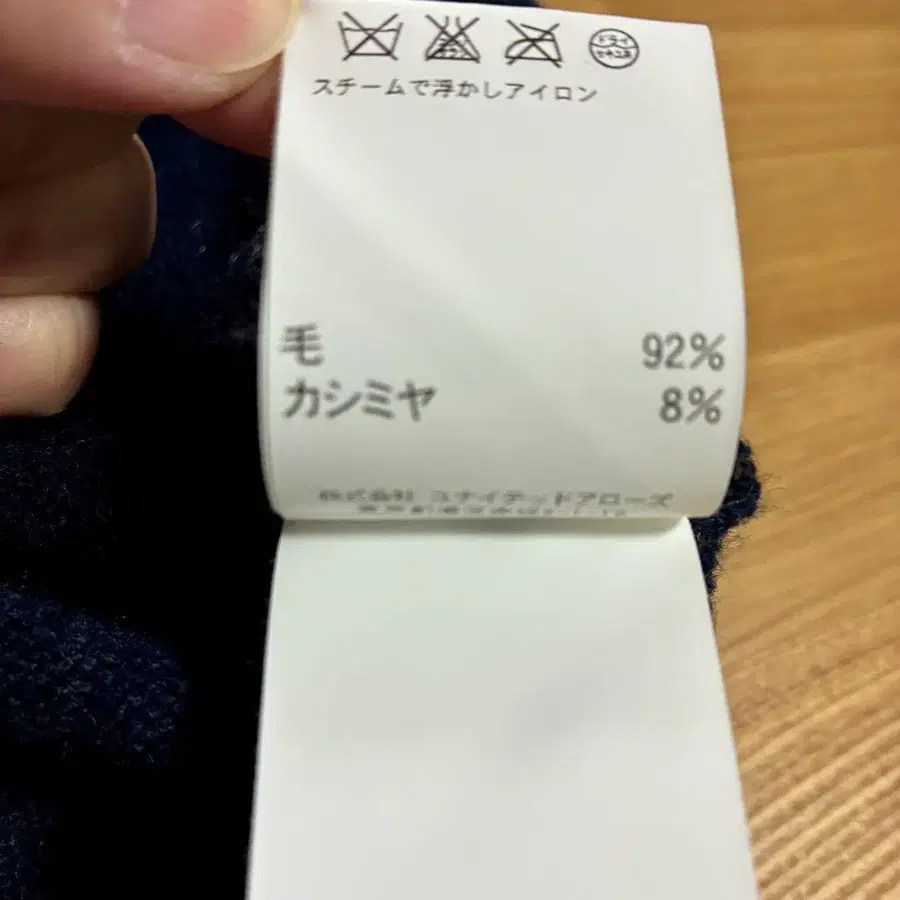 ドライ
セキユ系
スチームで浮かしアイロン
毛 92%
カシミヤ 8%
株式会社 ユナイテッドアローズ